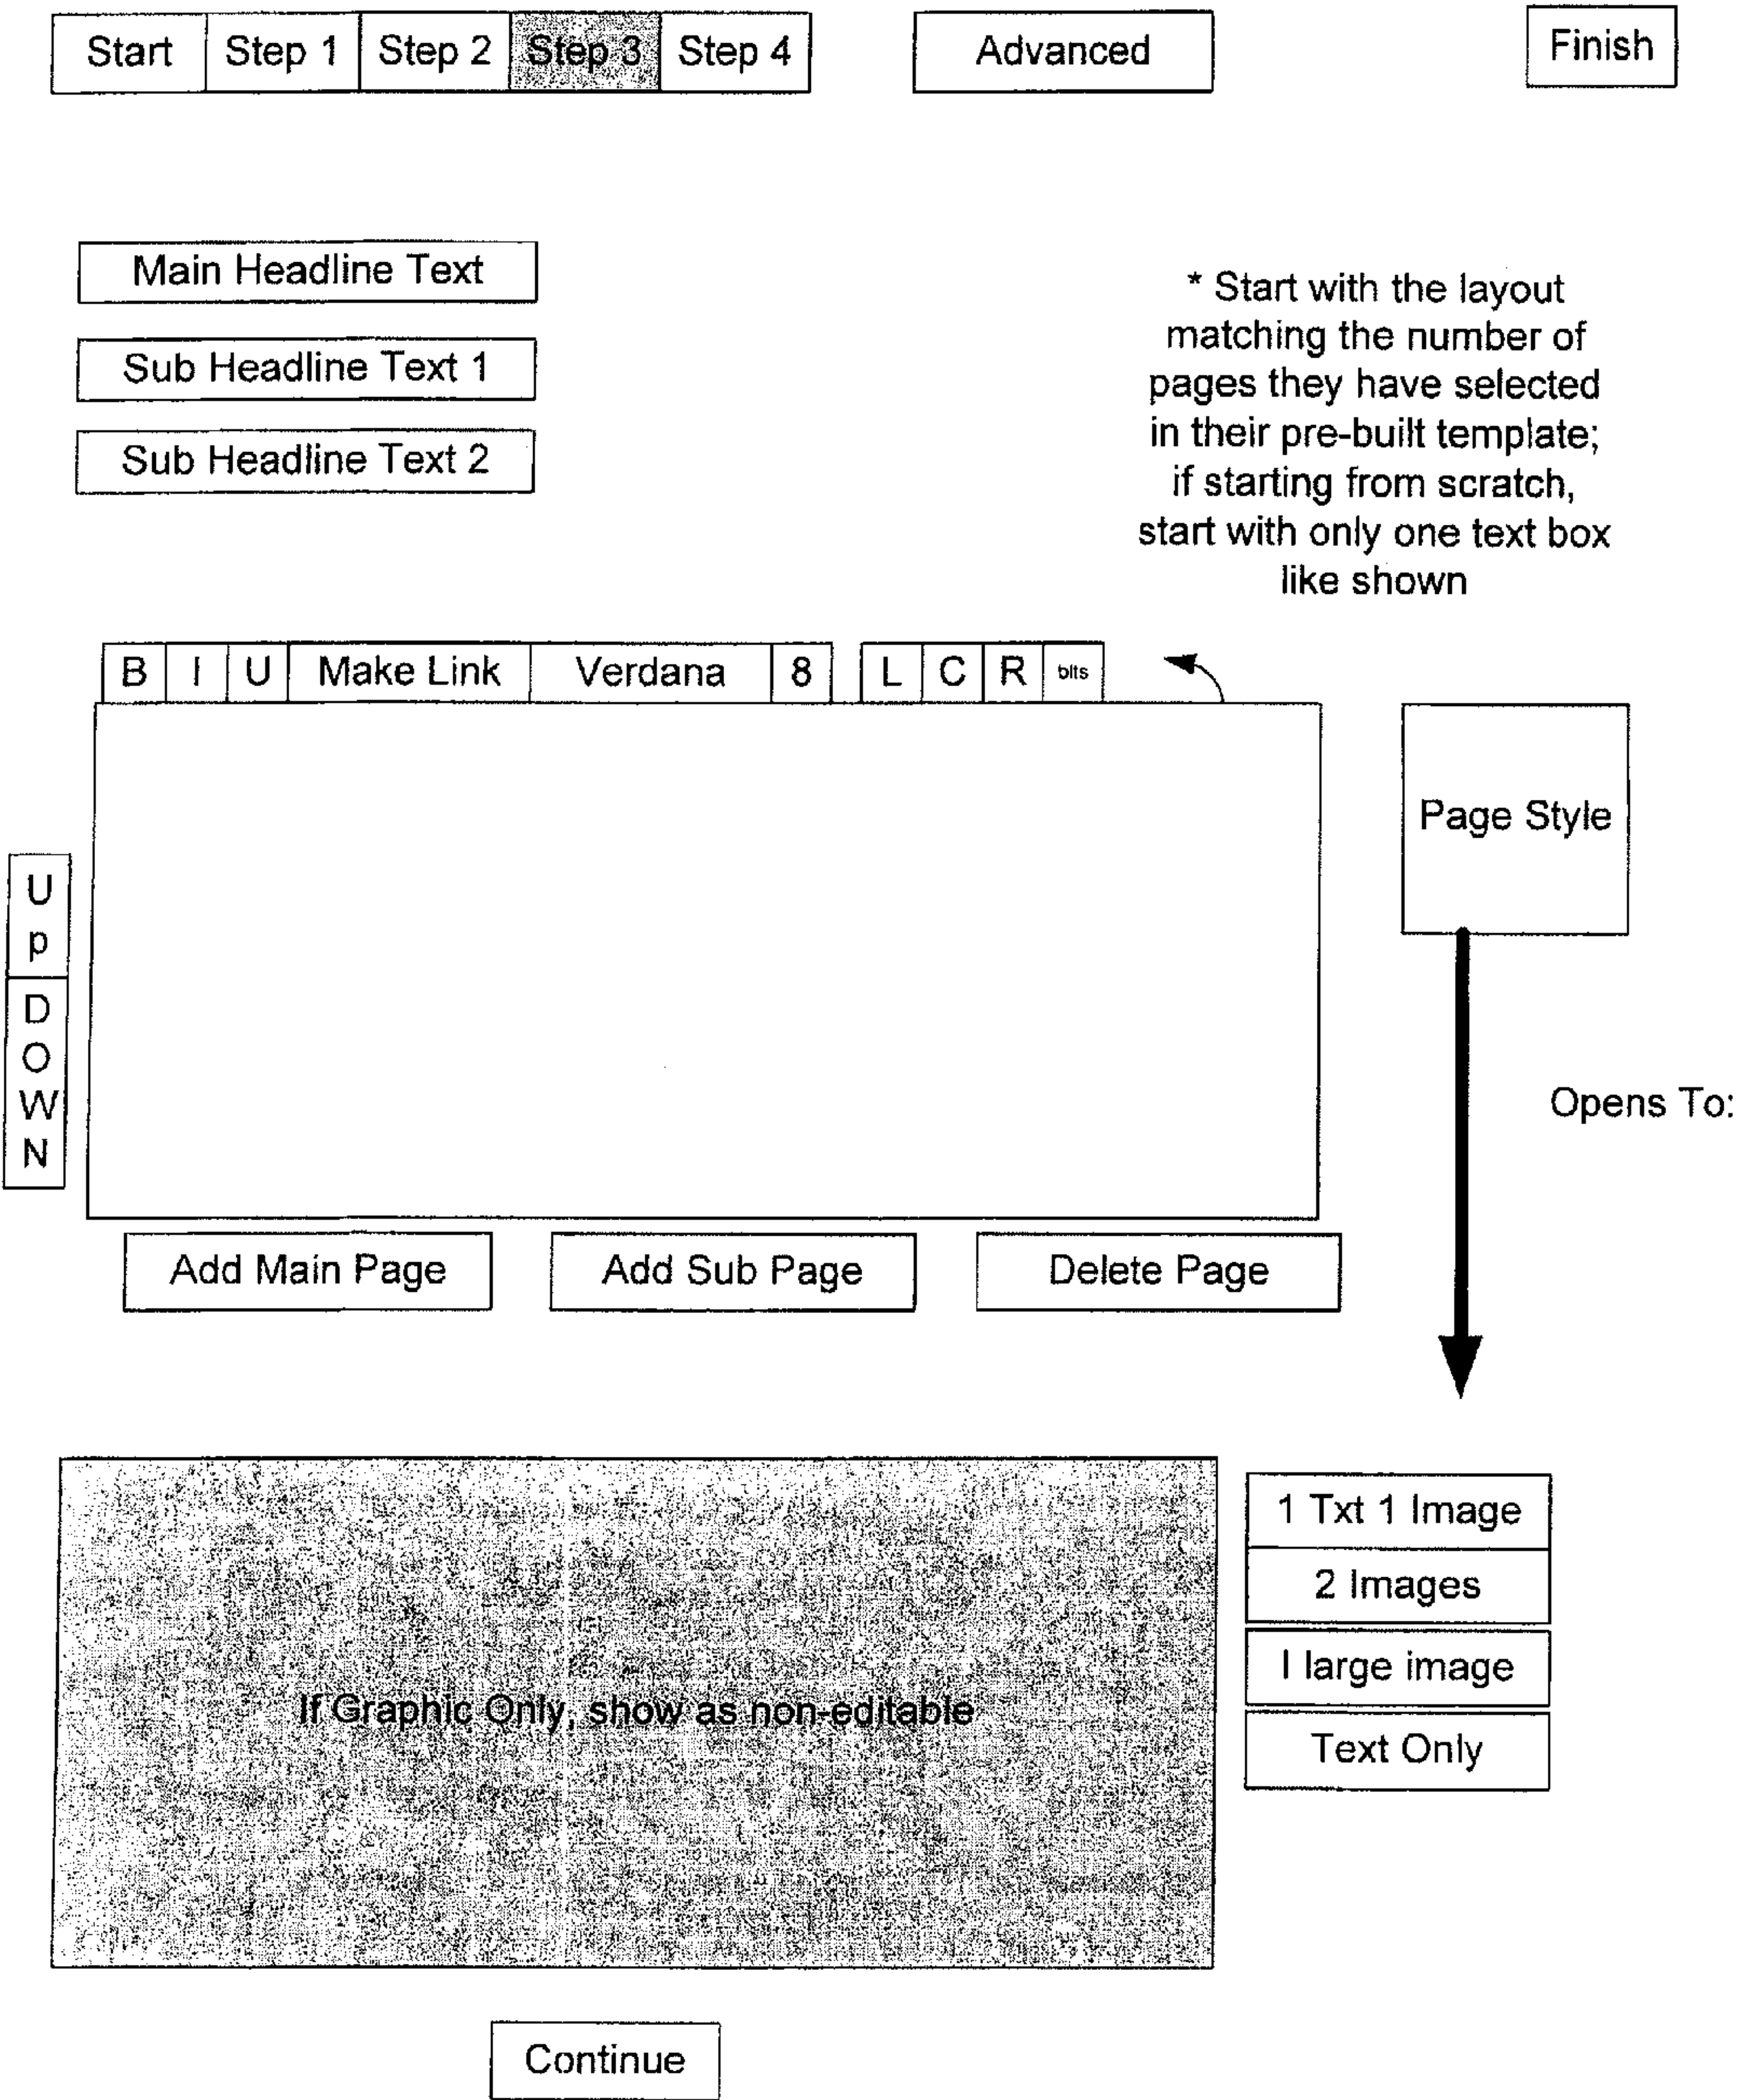 Start Step 1 Step 2 Step 3 Step 4 Advanced Finish
Main Headline Text
Sub Headline Text 1
Sub Headline Text 2
* Start with the layout
matching the number of
pages they have selected
in their pre-built template;
if starting from scratch,
start with only one text box
like shown
B I U Make Link Verdana 8 L C R blts
Page Style
Up
DOWN
Opens To:
Add Main Page Add Sub Page Delete Page
1 Txt 1 Image
2 Images
I large image
Text Only
If Graphic Only, show as non-editable
Continue